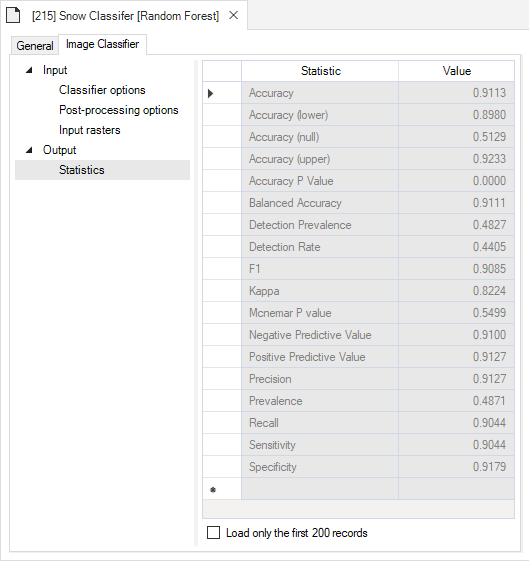 [215] Snow Classifer [Random Forest]
General Image Classifier
Input
Classifier options
Post-processing options
Input rasters
Output
Statistics
Statistic Value
Accuracy 0.9113
Accuracy (lower) 0.8980
Accuracy (null) 0.5129
Accuracy (upper) 0.9233
Accuracy P Value 0.0000
Balanced Accuracy 0.9111
Detection Prevalence 0.4827
Detection Rate 0.4405
F1 0.9085
Kappa 0.8224
Mcnemar P value 0.5499
Negative Predictive Value 0.9100
Positive Predictive Value 0.9127
Precision 0.9127
Prevalence 0.4871
Recall 0.9044
Sensitivity 0.9044
Specificity 0.9179
Load only the first 200 records